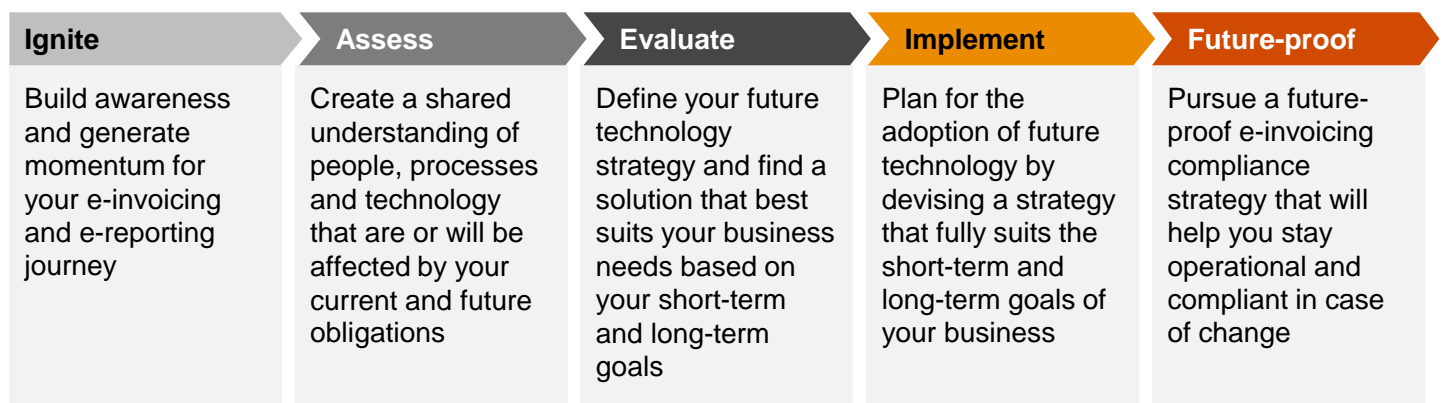 Ignite
Build awareness
and generate
momentum for
your e-invoicing
and e-reporting
journey
Assess
Create a shared
understanding of
people, processes
and technology
that are or will be
affected by your
current and future
obligations
Evaluate
Define your future
technology
strategy and find a
solution that best
suits your business
needs based on
your short-term
and long-term
goals
Implement
Plan for the
adoption of future
technology by
devising a strategy
that fully suits the
short-term and
long-term goals of
your business
Future-proof
Pursue a future-
proof e-invoicing
compliance
strategy that will
help you stay
operational and
compliant in case
of change